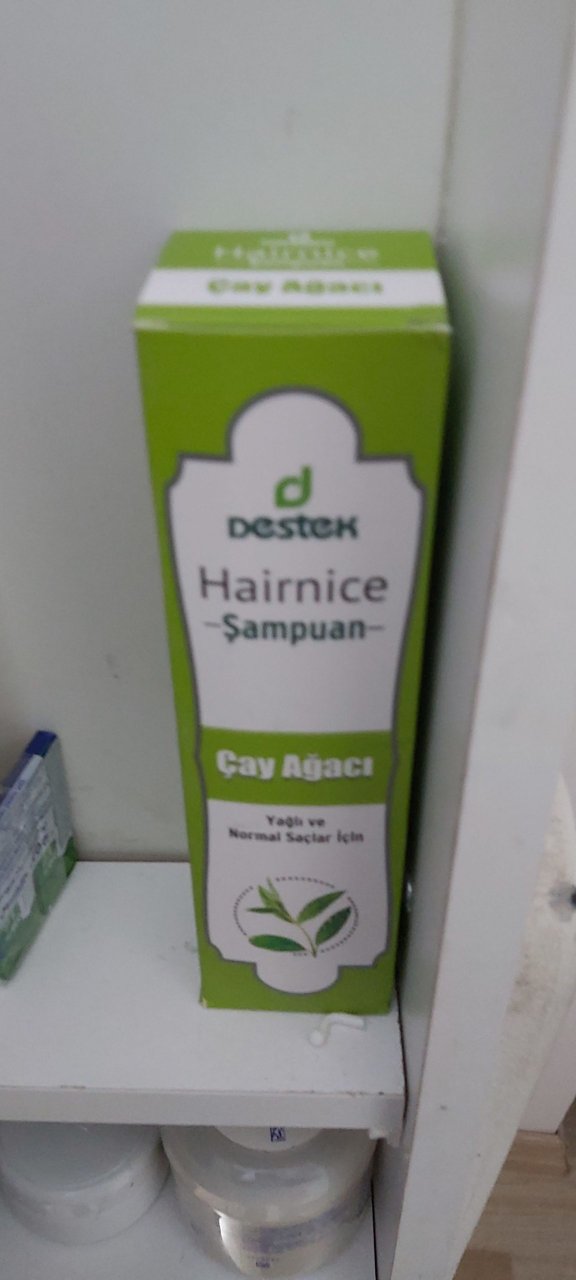 Hairnice
Çay Ağacı
Destek
Hairnice
-Şampuan-
Çay Ağacı
Yağlı ve
Normal Saçlar İçin